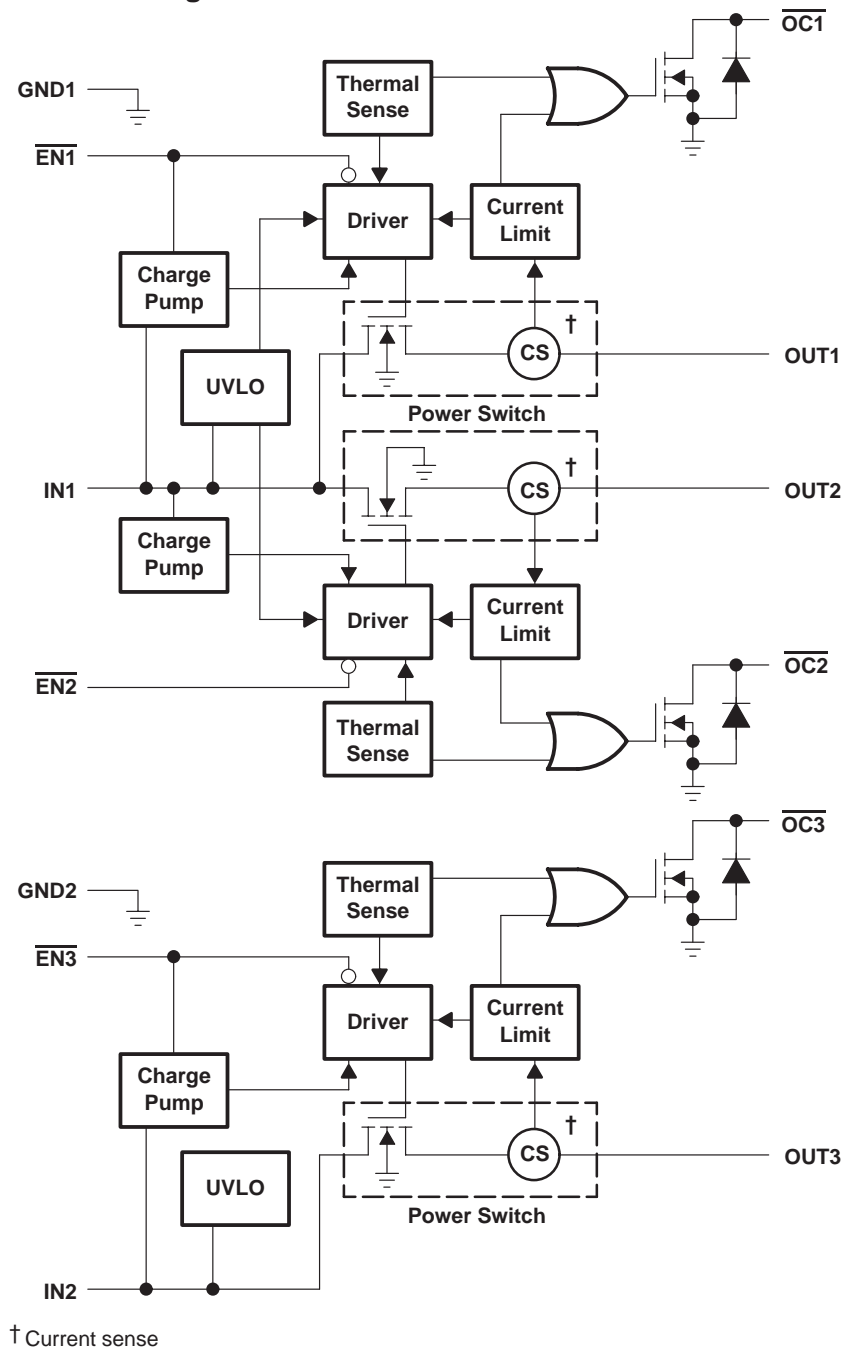 OC1
Thermal
Sense
GND1
EN1
Driver
Current
Limit
Charge
Pump
†
CS
OUT1
UVLO
Power Switch
†
IN1
CS
OUT2
Charge
Pump
Driver
Current
Limit
OC2
EN2
Thermal
Sense
OC3
Thermal
Sense
GND2
EN3
Driver
Current
Limit
Charge
Pump
†
CS
OUT3
UVLO
Power Switch
IN2
† Current sense